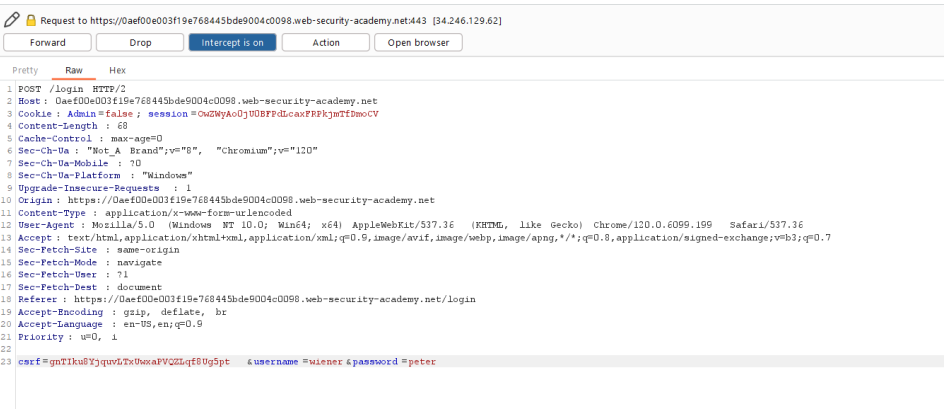 Request to https://0aef00e003f19e768445bde9004c0098.web-security-academy.net:443 [34.246.129.62]
Forward Drop Intercept is on Action Open browser
Pretty Raw Hex
1 POST /login HTTP/2
2 Host : 0aef00e003f19e768445bde9004c0098.web-security-academy.net
3 Cookie : Admin=false ; session =OwZWyAo0jU0BFPdLcaxFRPkjmTfDmoCV
4 Content-Length : 68
5 Cache-Control : max-age=0
6 Sec-Ch-Ua : "Not_A Brand";v="8", "Chromium";v="120"
7 Sec-Ch-Ua-Mobile : ?0
8 Sec-Ch-Ua-Platform : "Windows"
9 Upgrade-Insecure-Requests : 1
10 Origin : https://0aef00e003f19e768445bde9004c0098.web-security-academy.net
11 Content-Type : application/x-www-form-urlencoded
12 User-Agent : Mozilla/5.0 (Windows NT 10.0; Win64; x64) AppleWebKit/537.36 (KHTML, like Gecko) Chrome/120.0.6099.199 Safari/537.36
13 Accept : text/html,application/xhtml+xml,application/xml;q=0.9,image/avif,image/webp,image/apng,*/*;q=0.8,application/signed-exchange;v=b3;q=0.7
14 Sec-Fetch-Site : same-origin
15 Sec-Fetch-Mode : navigate
16 Sec-Fetch-User : ?1
17 Sec-Fetch-Dest : document
18 Referer : https://0aef00e003f19e768445bde9004c0098.web-security-academy.net/login
19 Accept-Encoding : gzip, deflate, br
20 Accept-Language : en-US,en;q=0.9
21 Priority : u=0, i
22
23 csrf=gnTIku8YjquvLTxUwxaPVQZLqf8Ug5pt &username =wiener&password =peter